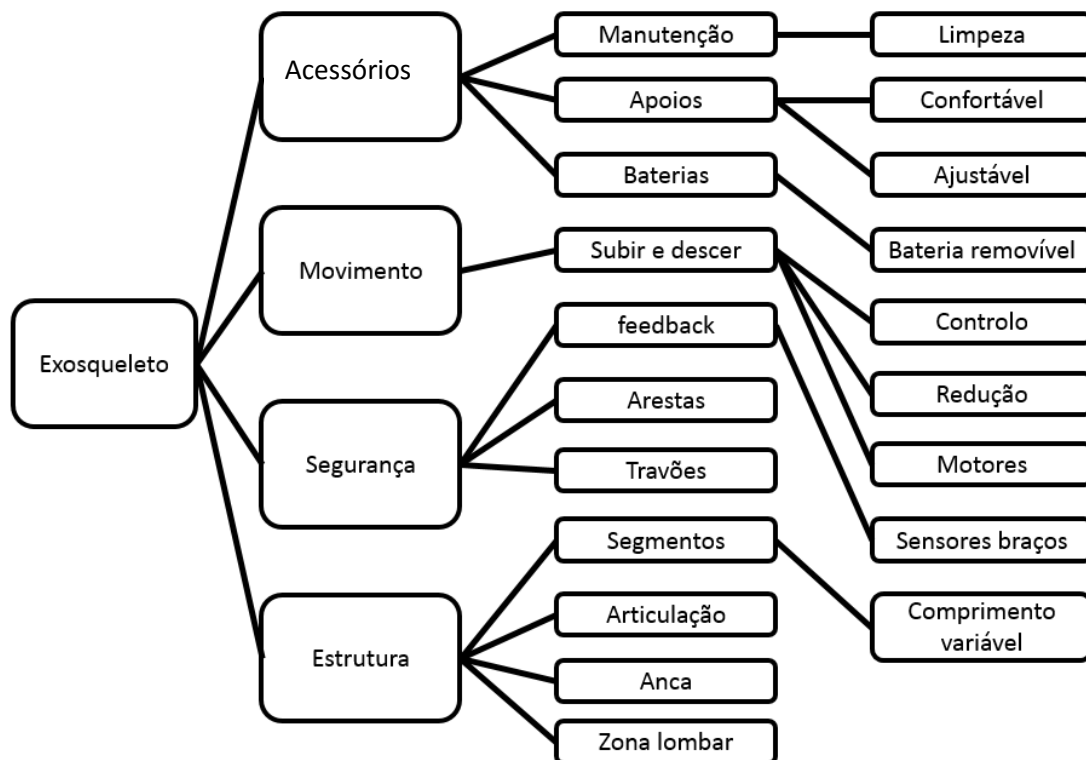 Exosqueleto
Acessórios
Movimento
Segurança
Estrutura
Manutenção
Apoios
Baterias
Subir e descer
feedback
Arestas
Travões
Segmentos
Articulação
Anca
Zona lombar
Limpeza
Confortável
Ajustável
Bateria removível
Controlo
Redução
Motores
Sensores braços
Comprimento
variável